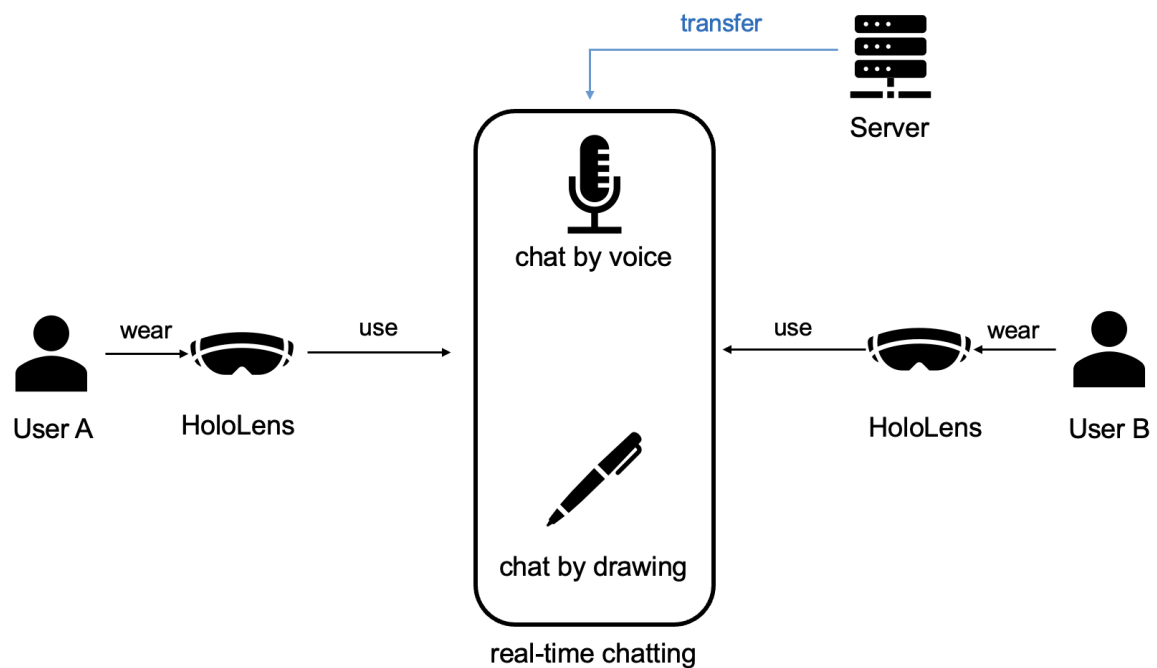 transfer
Server
chat by voice
wear
use
use
wear
User A
HoloLens
HoloLens
User B
chat by drawing
real-time chatting